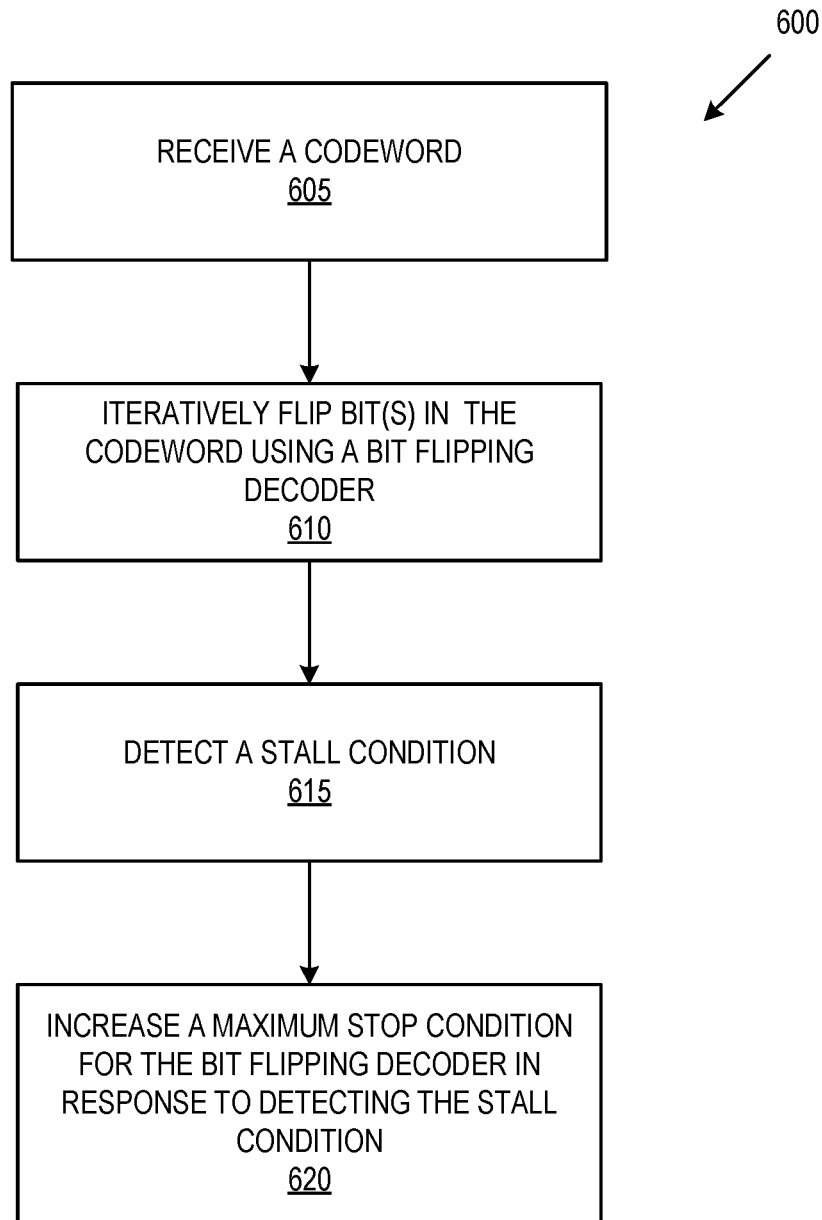 600
RECEIVE A CODEWORD
605
ITERATIVELY FLIP BIT(S) IN THE
CODEWORD USING A BIT FLIPPING
DECODER
610
DETECT A STALL CONDITION
615
INCREASE A MAXIMUM STOP CONDITION
FOR THE BIT FLIPPING DECODER IN
RESPONSE TO DETECTING THE STALL
CONDITION
620